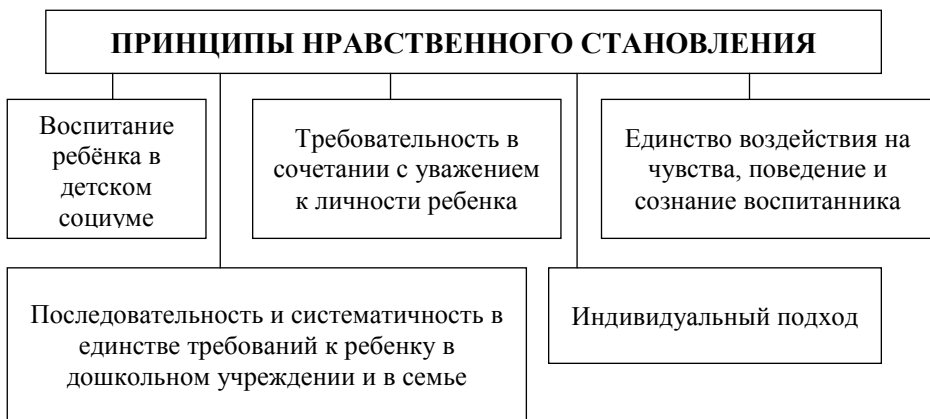 ПРИНЦИПЫ НРАВСТВЕННОГО СТАНОВЛЕНИЯ
Воспитание
ребёнка в
детском
социуме
Требовательность в
сочетании с уважением
к личности ребенка
Единство воздействия на
чувства, поведение и
сознание воспитанника
Последовательность и систематичность в
единстве требований к ребенку в
дошкольном учреждении и в семье
Индивидуальный подход